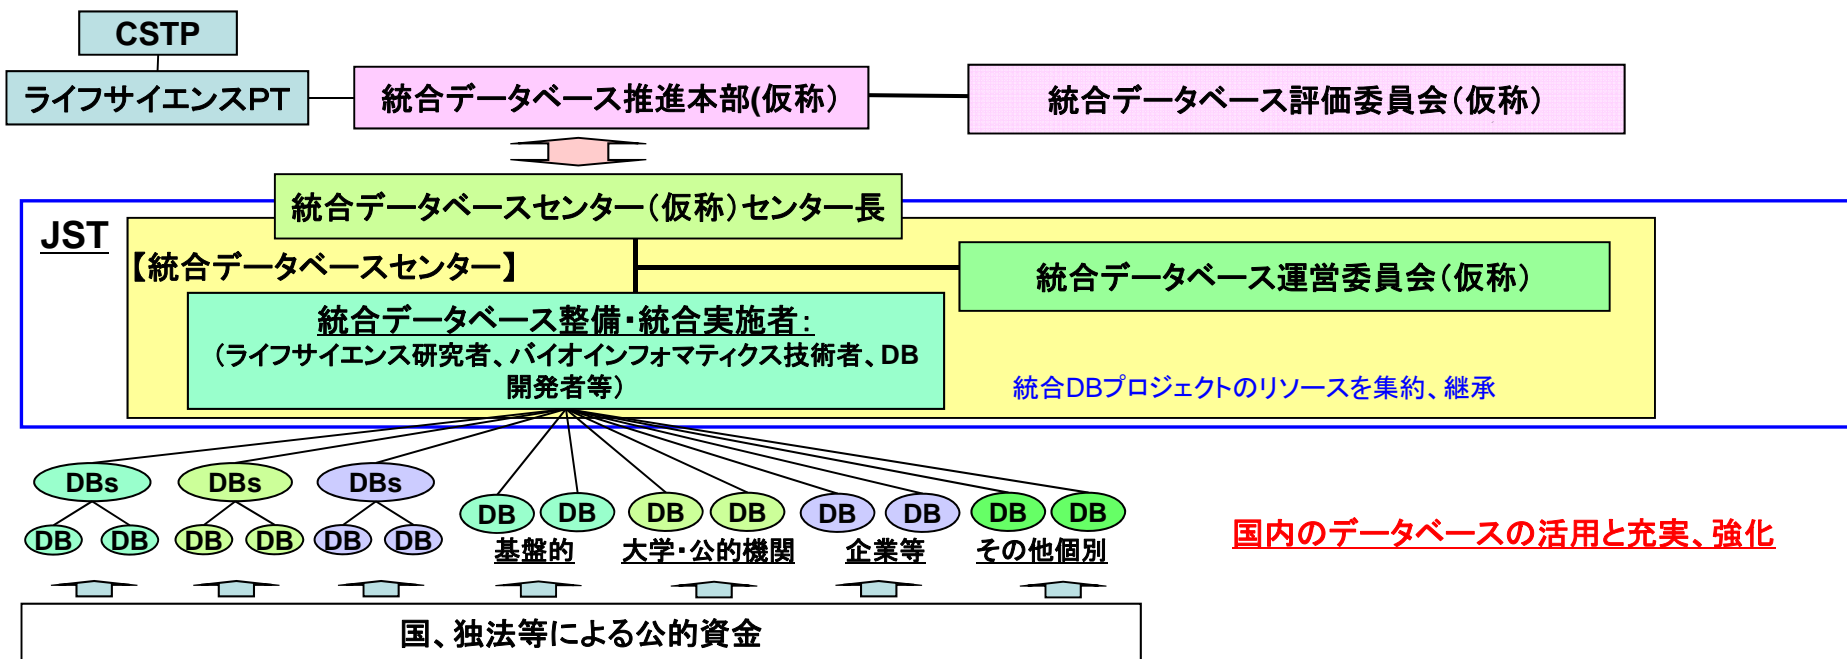 CSTP
ライフサイエンスPT
統合データベース推進本部(仮称)
統合データベース評価委員会(仮称)
統合データベースセンター(仮称)センター長
JST
【統合データベースセンター】
統合データベース運営委員会(仮称)
統合データベース整備・統合実施者:
(ライフサイエンス研究者、バイオインフォマティクス技術者、DB
開発者等)
統合DBプロジェクトのリソースを集約、継承
DBs DBs DBs
DB DB DB DB DB DB DB DB
DB DB DB DB DB DB
基盤的 大学・公的機関 企業等 その他個別
国内のデータベースの活用と充実、強化
国、独法等による公的資金